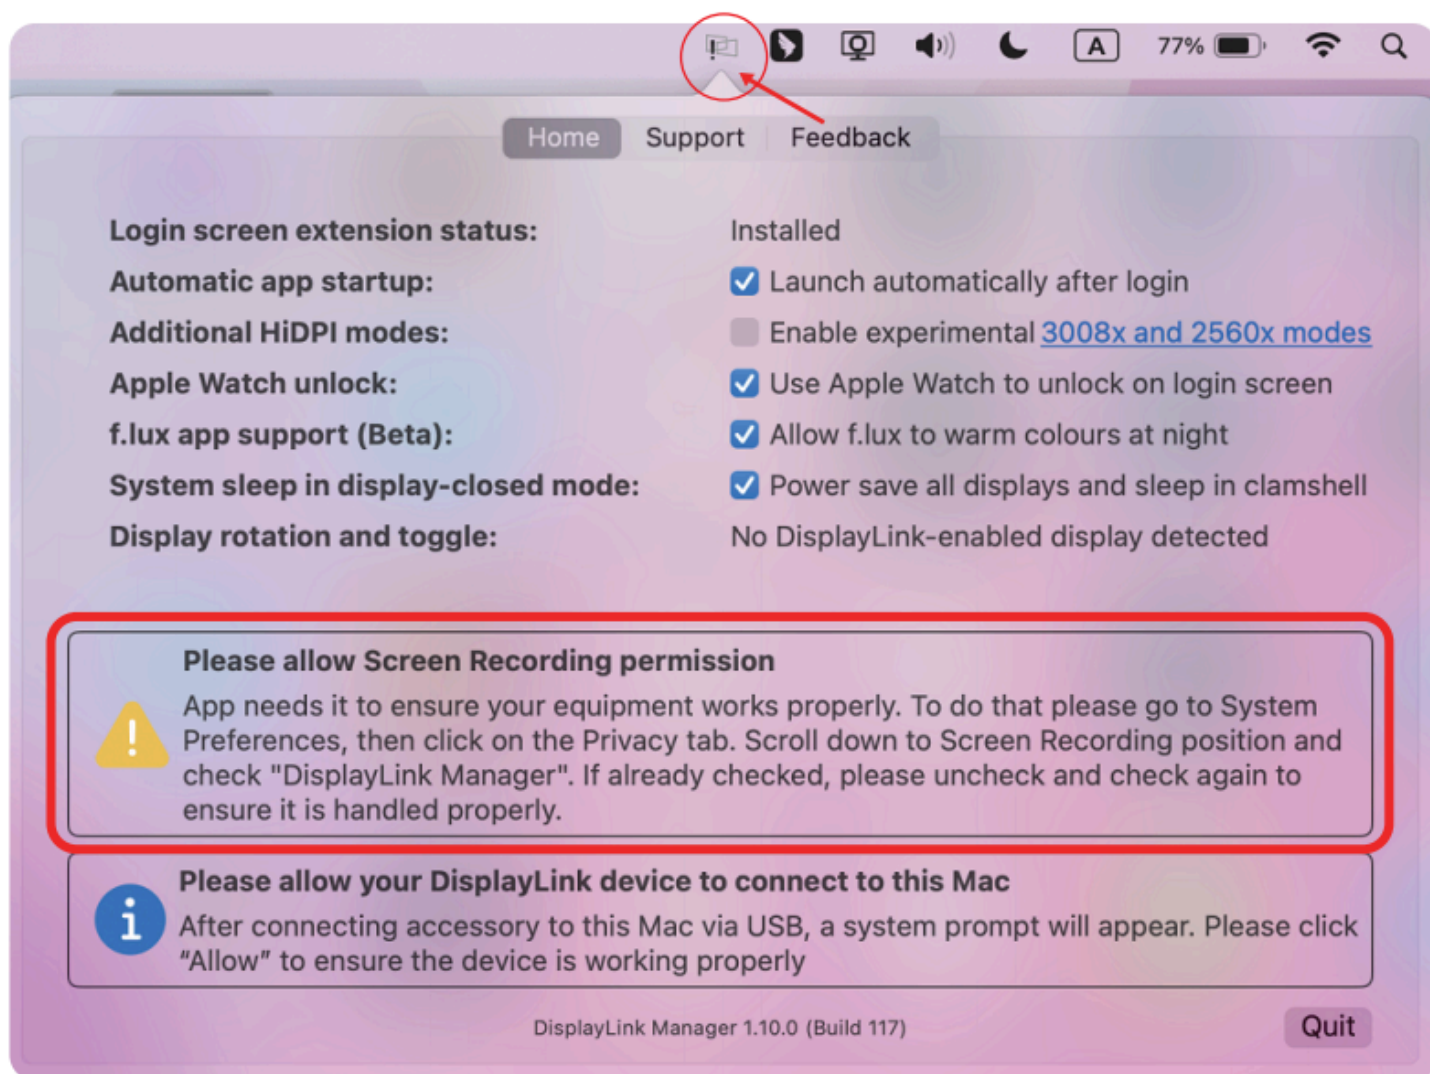 A 77%
Home Support Feedback
Login screen extension status: Installed
Automatic app startup: Launch automatically after login
Additional HiDPI modes: Enable experimental 3008x and 2560x modes
Apple Watch unlock: Use Apple Watch to unlock on login screen
f.lux app support (Beta): Allow f.lux to warm colours at night
System sleep in display-closed mode: Power save all displays and sleep in clamshell
Display rotation and toggle: No DisplayLink-enabled display detected
Please allow Screen Recording permission
App needs it to ensure your equipment works properly. To do that please go to System
Preferences, then click on the Privacy tab. Scroll down to Screen Recording position and
check "DisplayLink Manager". If already checked, please uncheck and check again to
ensure it is handled properly.
Please allow your DisplayLink device to connect to this Mac
After connecting accessory to this Mac via USB, a system prompt will appear. Please click
“Allow” to ensure the device is working properly
DisplayLink Manager 1.10.0 (Build 117)
Quit